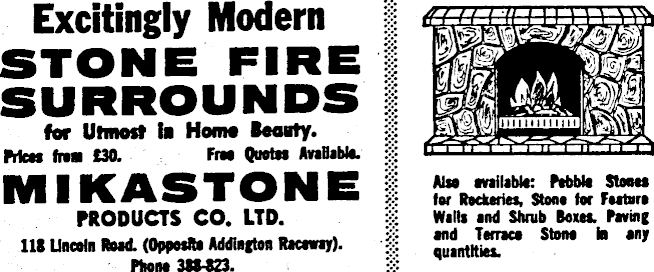 Excitingly Modern
STONE FIRE
SURROUNDS
for Utmost in Home Beauty.
Prices from £30. Free Quotes Available.
MIKASTONE
PRODUCTS CO. LTD.
118 Lincoln Road. (Opposite Addington Raceway).
Phone 388-823.
Also available: Pebble Stones
for Rockeries, Stone for Feature
Walls and Shrub Boxes. Paving
and Terrace Stone in any
quantities.